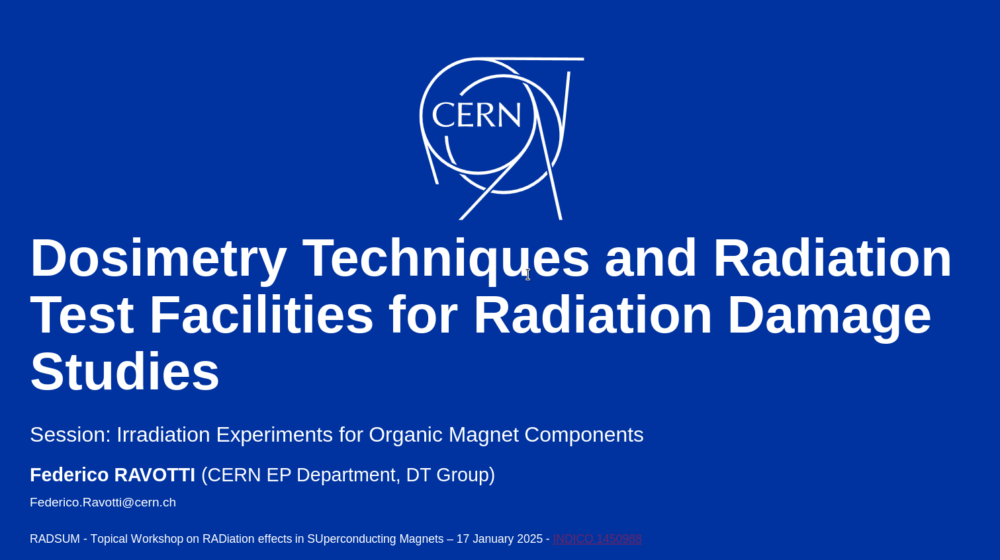 CERN
Dosimetry Techniques and Radiation
Test Facilities for Radiation Damage
Studies
Session: Irradiation Experiments for Organic Magnet Components
Federico RAVOTTI (CERN EP Department, DT Group)
Federico.Ravotti@cern.ch
RADSUM - Topical Workshop on RADiation effects in SUperconducting Magnets – 17 January 2025 - INDICO 1450988